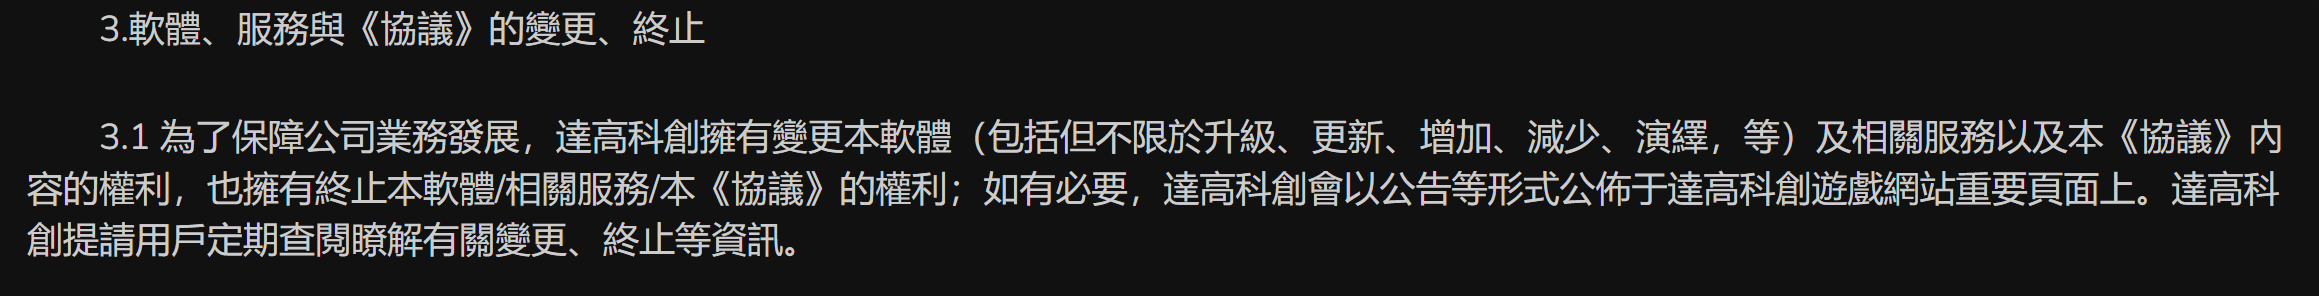 3.軟體、服務與《協議》的變更、終止
3.1 為了保障公司業務發展，達高科創擁有變更本軟體（包括但不限於升級、更新、增加、減少、演繹，等）及相關服務以及本《協議》內
容的權利，也擁有終止本軟體/相關服務/本《協議》的權利；如有必要，達高科創會以公告等形式公佈于達高科創遊戲網站重要頁面上。達高科
創提請用戶定期查閱瞭解有關變更、終止等資訊。